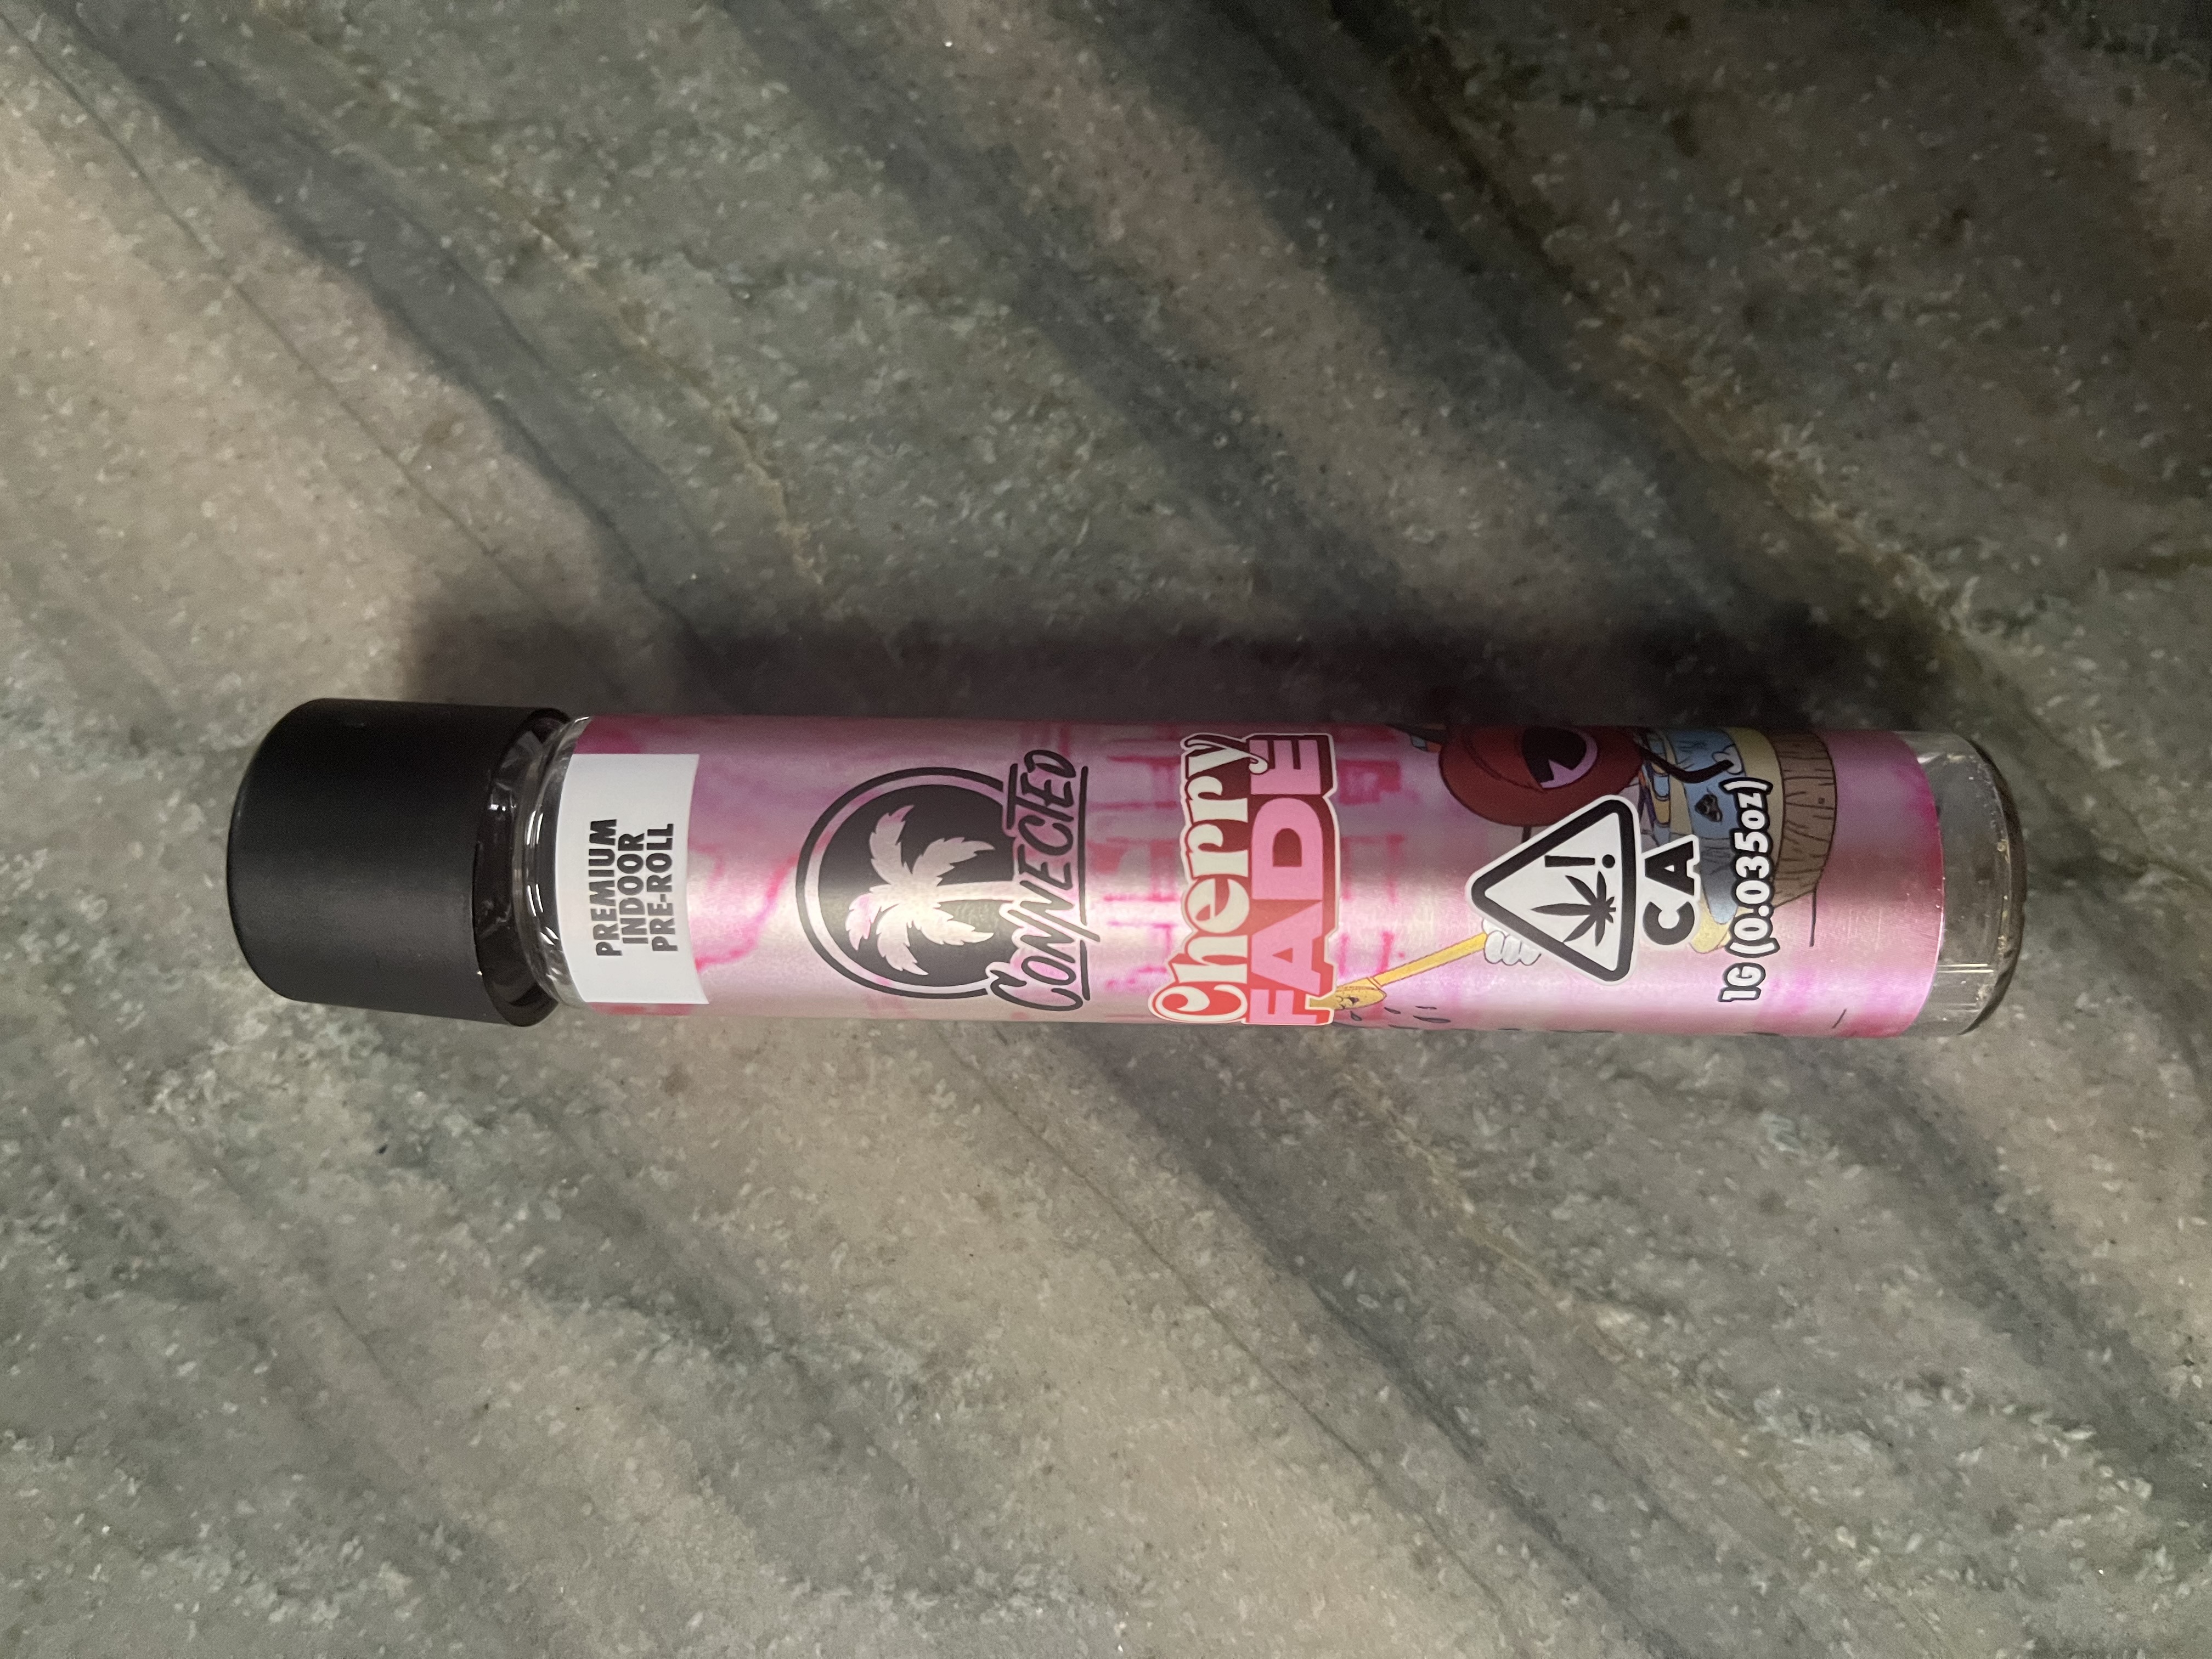 PREMIUM
INDOOR
PRE-ROLL
CONNECTED
Cherry
FADE
!
CA
1G (0.035oz)